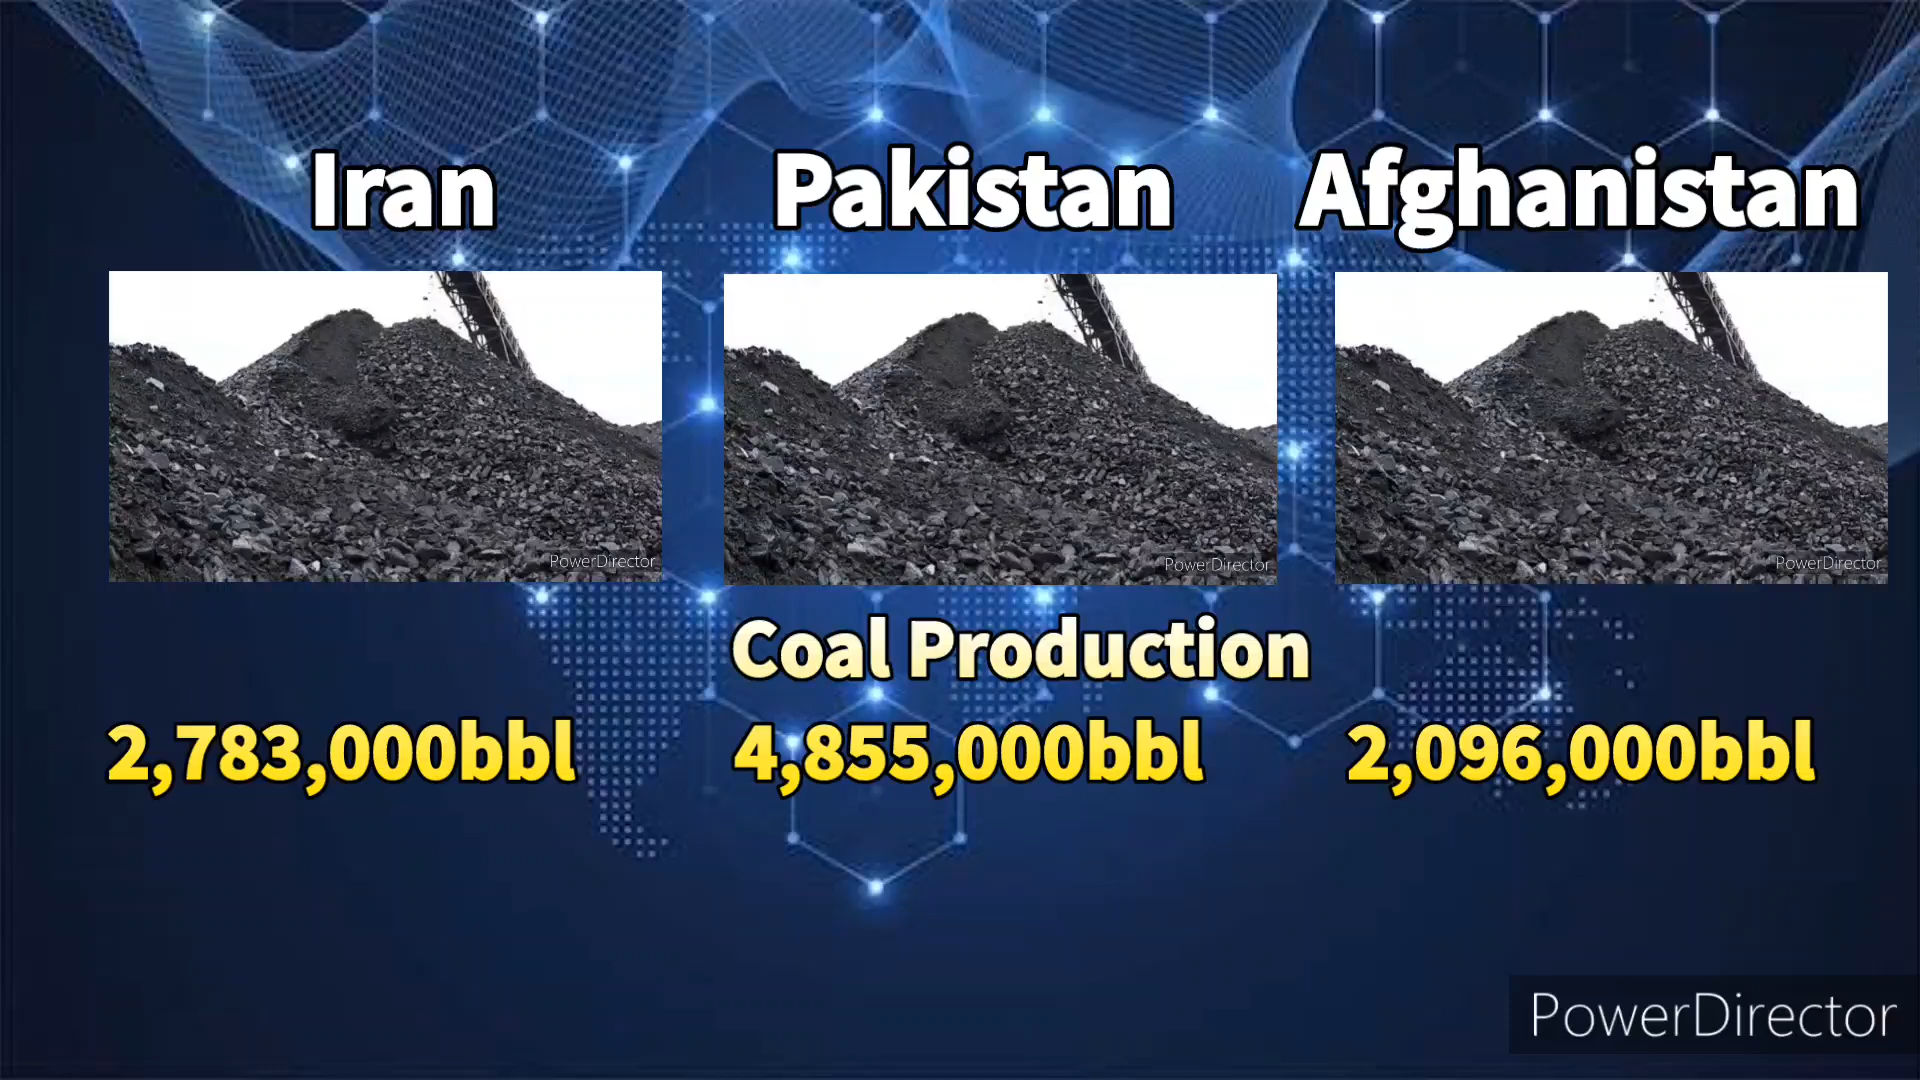 Iran
Pakistan
Afghanistan
PowerDirector
PowerDirector
PowerDirector
Coal Production
2,783,000bbl
4,855,000bbl
2,096,000bbl
PowerDirector